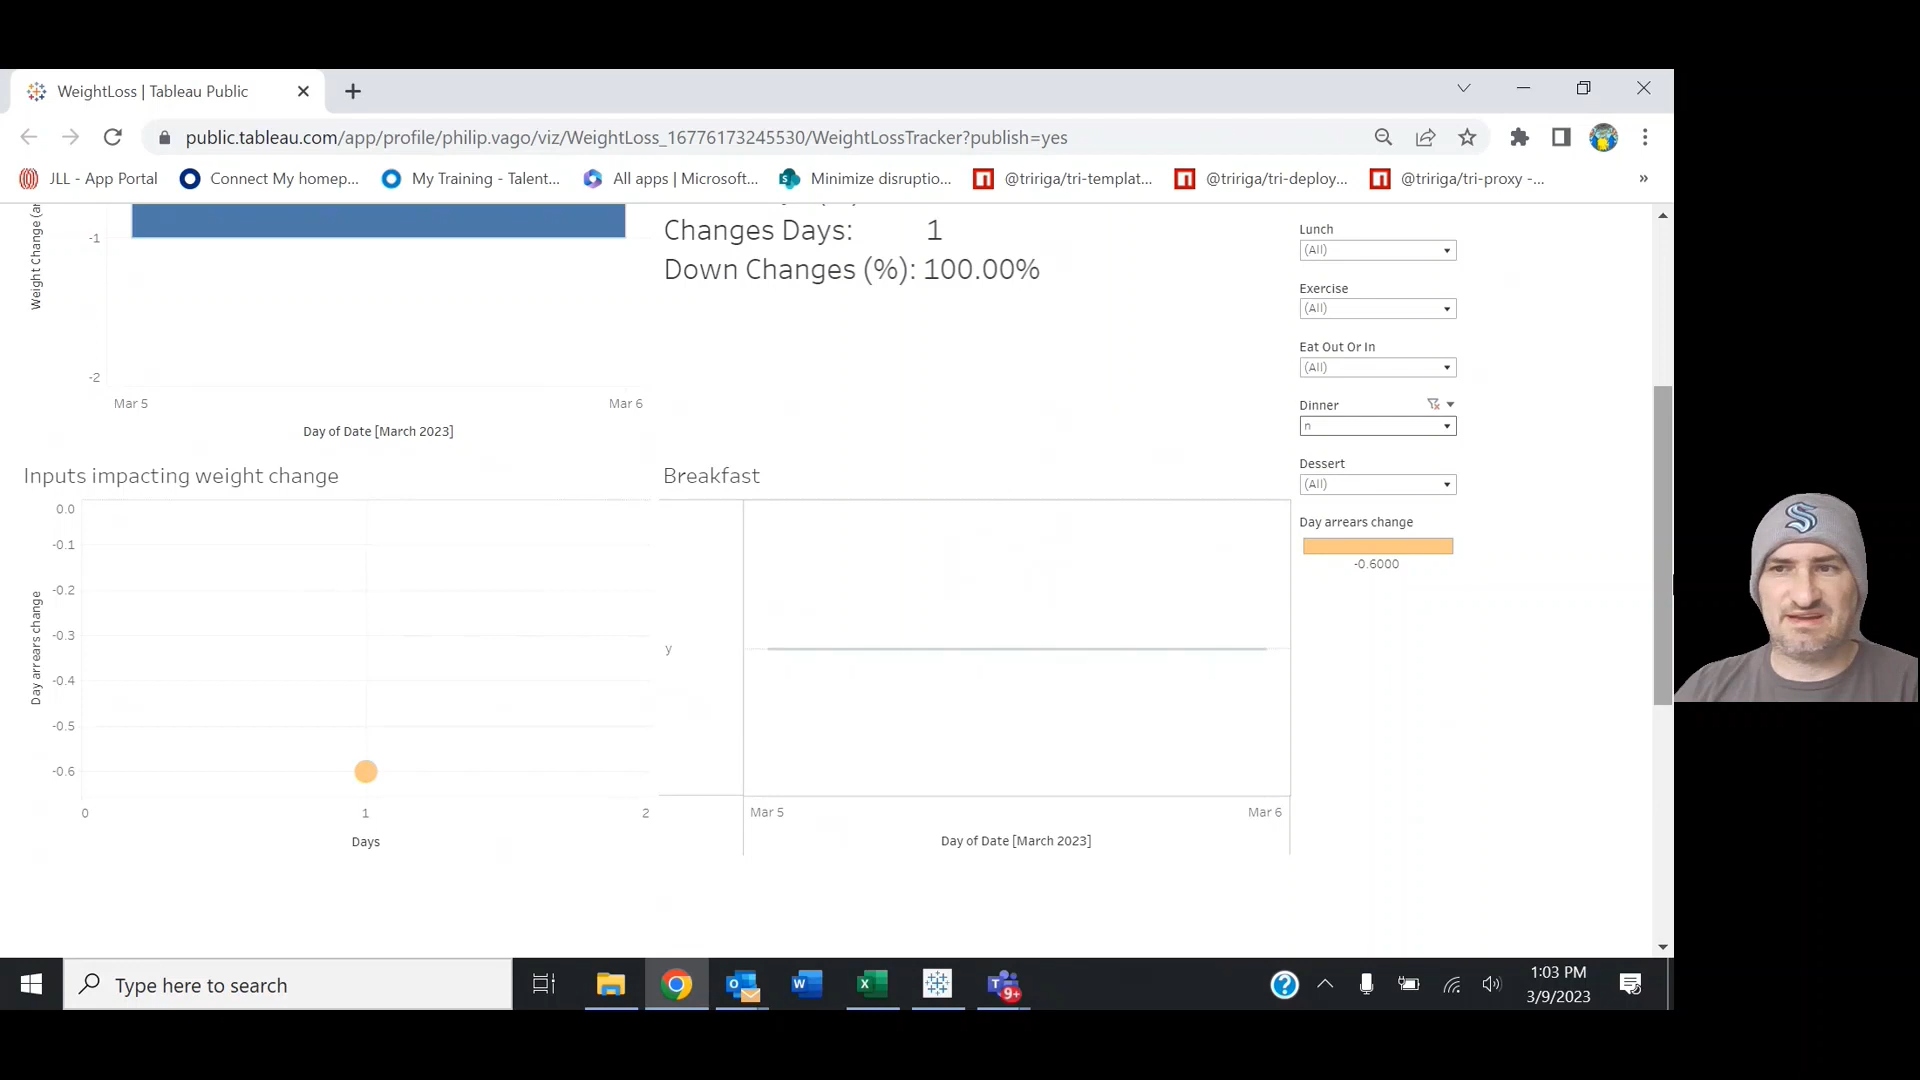 WeightLoss | Tableau Public
public.tableau.com/app/profile/philip.vago/viz/WeightLoss_16776173245530/WeightLossTracker?publish=yes
JLL - App Portal
Connect My homep...
My Training - Talent...
All apps | Microsoft...
Minimize disruptio...
@tririga/tri-templat...
@tririga/tri-deploy...
@tririga/tri-proxy -...
»
Weight Change (ar
-1
-2
Mar 5
Mar 6
Day of Date [March 2023]
Changes Days: 1
Down Changes (%): 100.00%
Lunch
(All)
Exercise
(All)
Eat Out Or In
(All)
Dinner
n
Dessert
(All)
Day arrears change
-0.6000
Inputs impacting weight change
Day arrears change
0.0
-0.1
-0.2
-0.3
-0.4
-0.5
-0.6
0
1
2
Days
Breakfast
y
Mar 5
Mar 6
Day of Date [March 2023]
Type here to search
9+
1:03 PM
3/9/2023